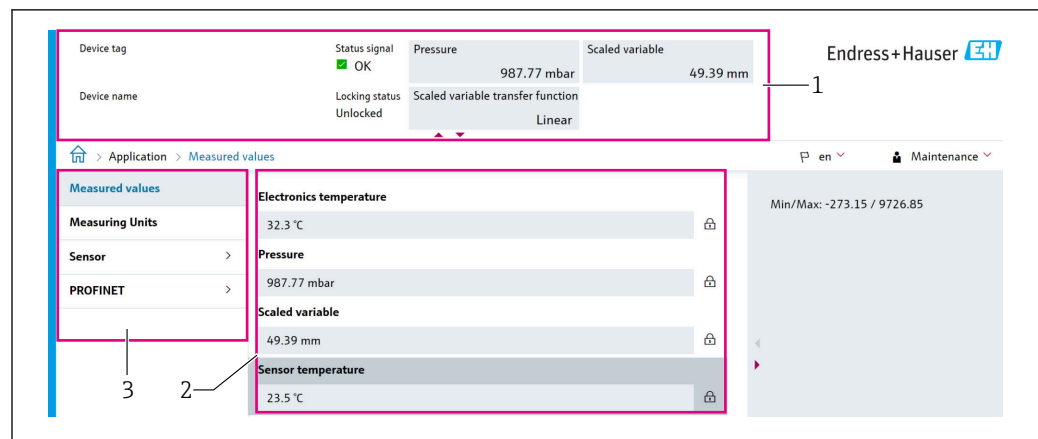 Device tag
Status signal
OK
Pressure
987.77 mbar
Scaled variable
49.39 mm
Endress+Hauser EH
1
Device name
Locking status
Unlocked
Scaled variable transfer function
Linear
> Application > Measured values
en
Maintenance
Measured values
Measuring Units
Sensor >
PROFINET >
3
2
Electronics temperature
32.3 °C
Pressure
987.77 mbar
Scaled variable
49.39 mm
Sensor temperature
23.5 °C
Min/Max: -273.15 / 9726.85